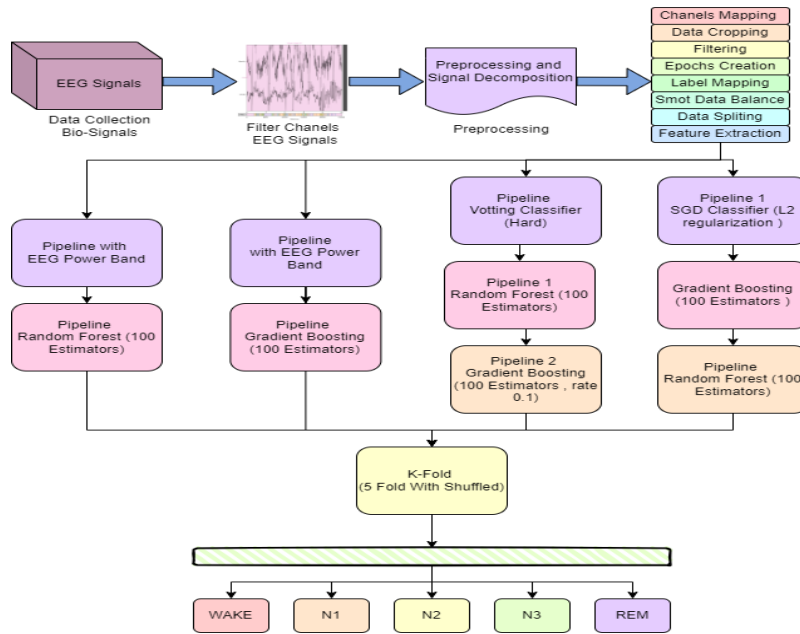 EEG Signals
Data Collection
Bio-Signals
Filter Chanels
EEG Signals
Preprocessing and
Signal Decomposition
Preprocessing
Chanels Mapping
Data Cropping
Filtering
Epochs Creation
Label Mapping
Smot Data Balance
Data Spliting
Feature Extraction
Pipeline with
EEG Power Band
Pipeline
with EEG Power
Band
Pipeline
Votting Classifier
(Hard)
Pipeline 1
SGD Classifier (L2
regularization )
Pipeline
Random Forest (100
Estimators)
Pipeline
Gradient Boosting
(100 Estimators)
Pipeline 1
Random Forest (100
Estimators)
Gradient Boosting
(100 Estimators )
Pipeline 2
Gradient Boosting
(100 Estimators , rate
0.1)
Pipeline
Random Forest (100
Estimators)
K-Fold
(5 Fold With Shuffled)
WAKE
N1
N2
N3
REM